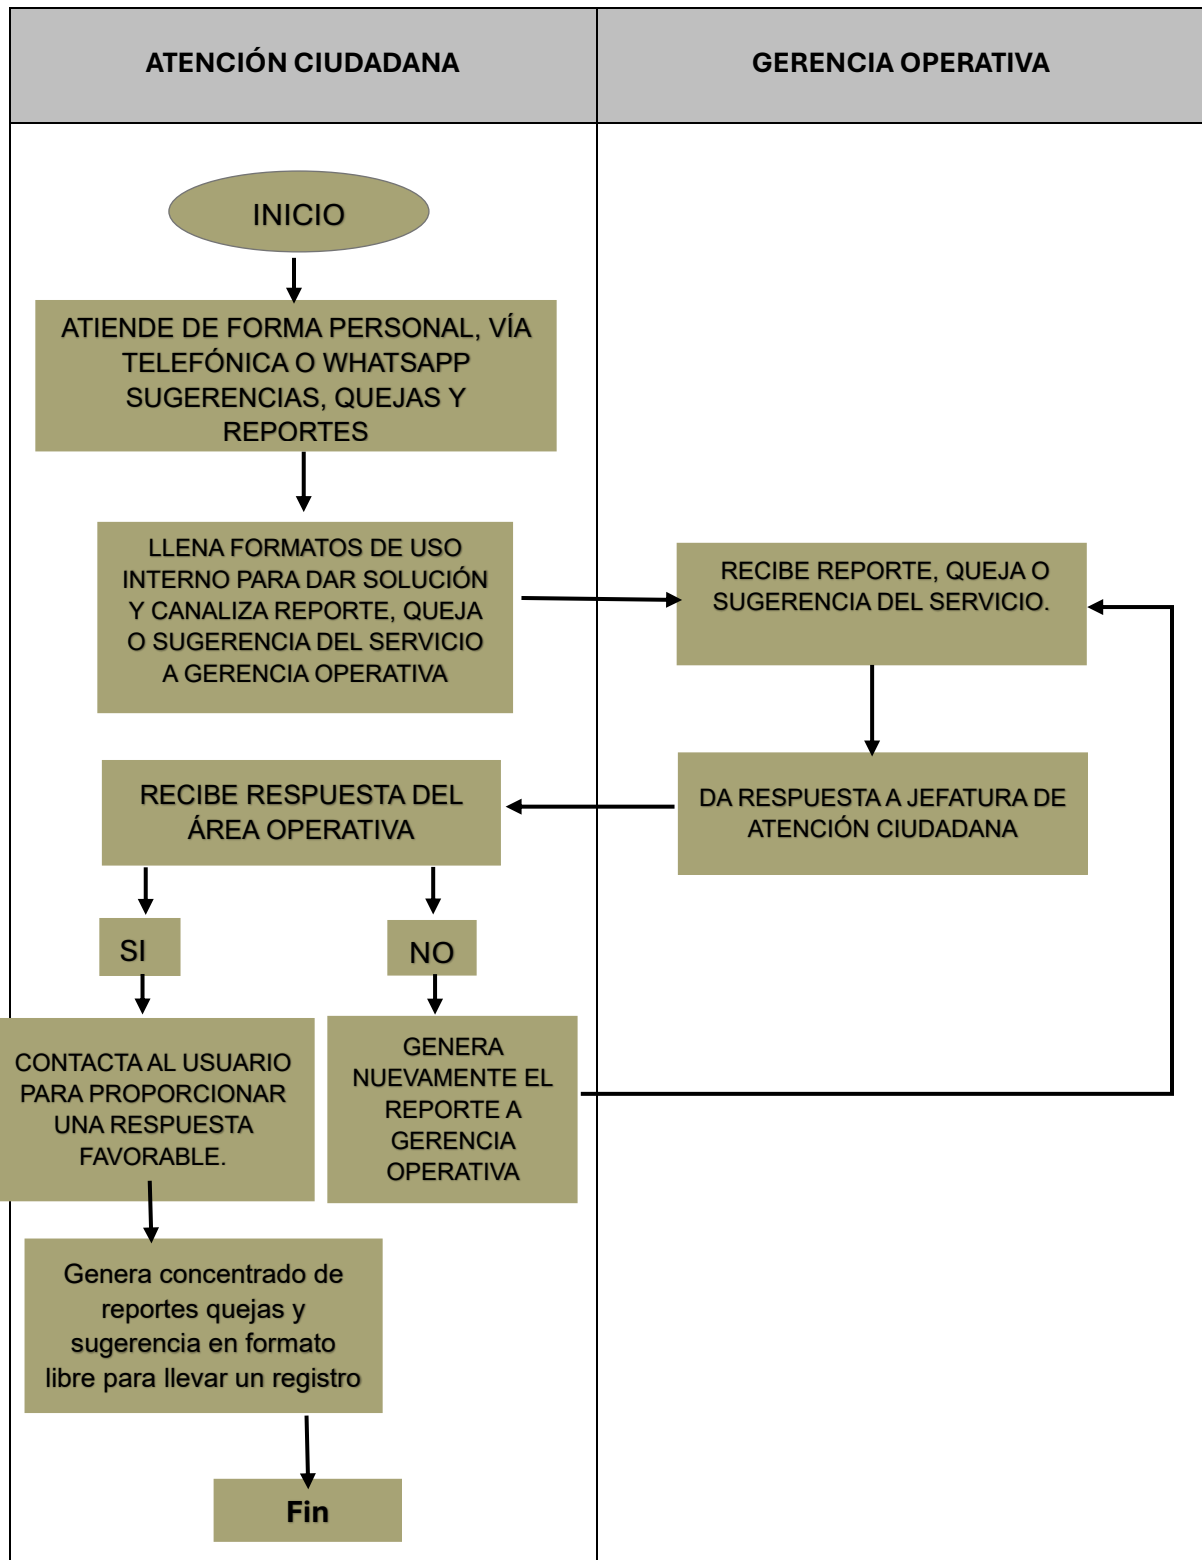 ATENCIÓN CIUDADANA
GERENCIA OPERATIVA
INICIO
ATIENDE DE FORMA PERSONAL, VÍA
TELEFÓNICA O WHATSAPP
SUGERENCIAS, QUEJAS Y
REPORTES
LLENA FORMATOS DE USO
INTERNO PARA DAR SOLUCIÓN
Y CANALIZA REPORTE, QUEJA
O SUGERENCIA DEL SERVICIO
A GERENCIA OPERATIVA
RECIBE REPORTE, QUEJA O
SUGERENCIA DEL SERVICIO.
DA RESPUESTA A JEFATURA DE
ATENCIÓN CIUDADANA
RECIBE RESPUESTA DEL
ÁREA OPERATIVA
SI
NO
CONTACTA AL USUARIO
PARA PROPORCIONAR
UNA RESPUESTA
FAVORABLE.
GENERA
NUEVAMENTE EL
REPORTE A
GERENCIA
OPERATIVA
Genera concentrado de
reportes quejas y
sugerencia en formato
libre para llevar un registro
Fin